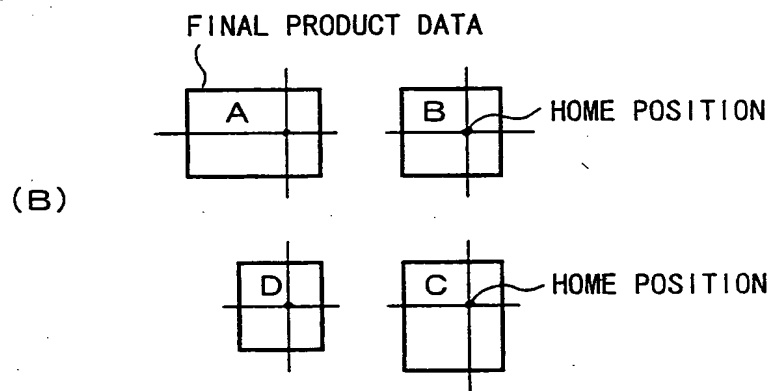 FINAL PRODUCT DATA
A B HOME POSITION
(B)
D C HOME POSITION